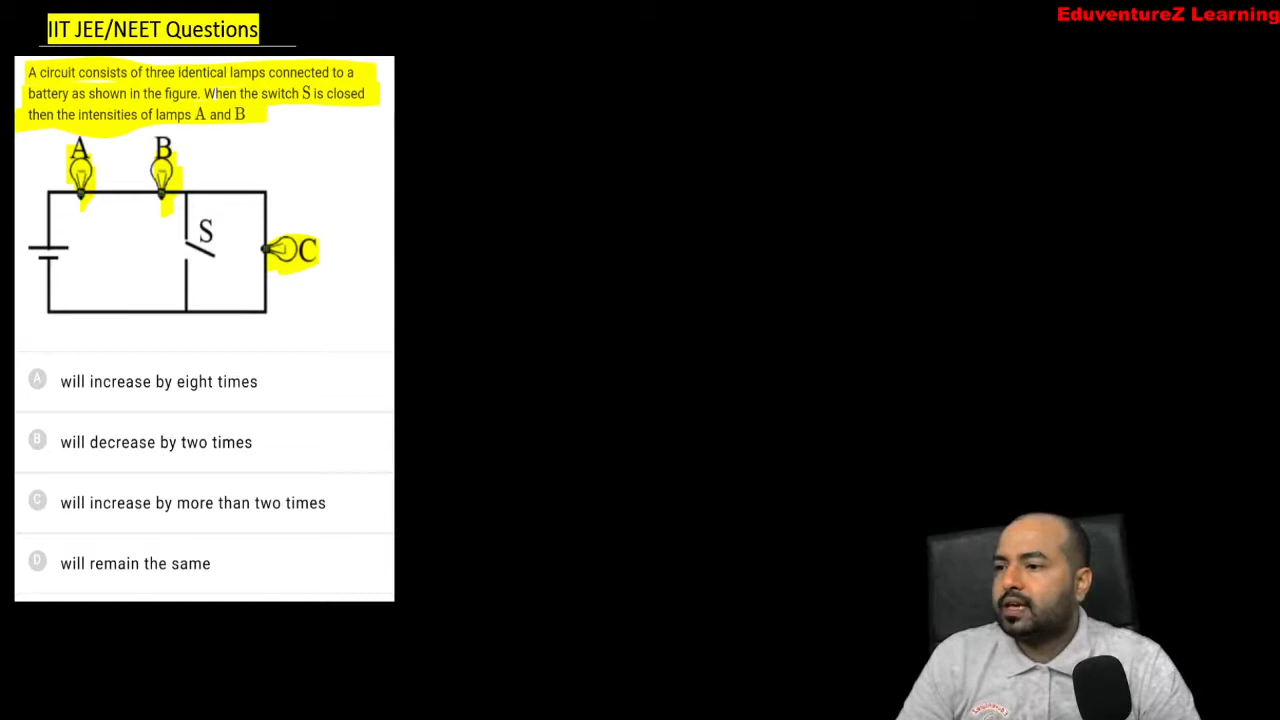 IIT JEE/NEET Questions
EduventureZ Learning
A circuit consists of three identical lamps connected to a
battery as shown in the figure. When the switch S is closed
then the intensities of lamps A and B
A
B
S
C
A will increase by eight times
B will decrease by two times
C will increase by more than two times
D will remain the same